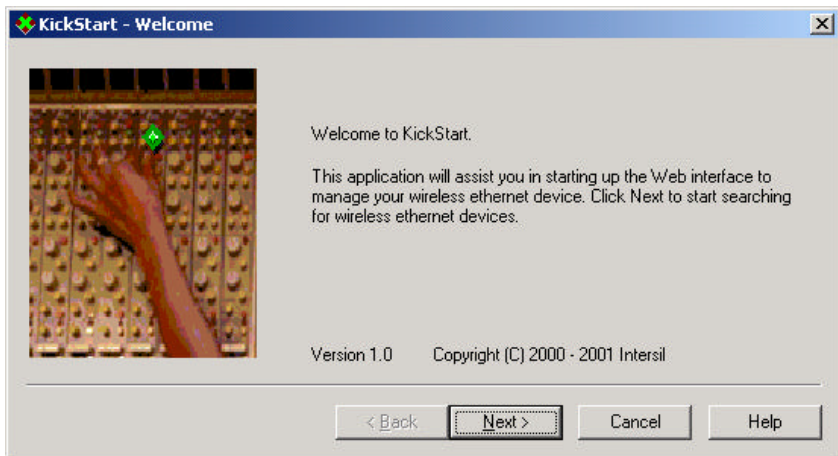 KickStart - Welcome
Welcome to KickStart.
This application will assist you in starting up the Web interface to
manage your wireless ethernet device. Click Next to start searching
for wireless ethernet devices.
Version 1.0 Copyright (C) 2000 - 2001 Intersil
< Back Next > Cancel Help